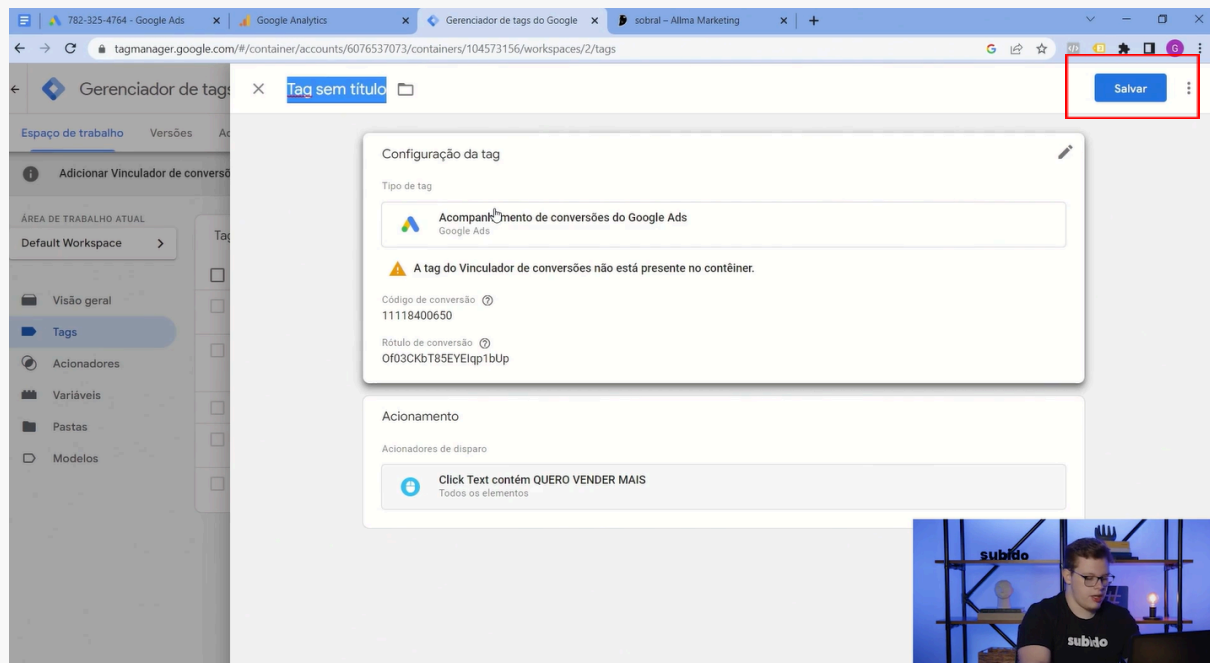 782-325-4764 - Google Ads
Google Analytics
Gerenciador de tags do Google
sobral – Allma Marketing
tagmanager.google.com/#/container/accounts/6076537073/containers/104573156/workspaces/2/tags
G
Gerenciador de tags
Tag sem título
Salvar
Espaço de trabalho
Versões
Adicionar Vinculador de conversõ
ÁREA DE TRABALHO ATUAL
Default Workspace
Tag
Visão geral
Tags
Acionadores
Variáveis
Pastas
Modelos
Configuração da tag
Tipo de tag
Acompanhamento de conversões do Google Ads
Google Ads
A tag do Vinculador de conversões não está presente no contêiner.
Código de conversão
11118400650
Rótulo de conversão
Of03CKbT85EYEIqp1bUp
Acionamento
Acionadores de disparo
Click Text contém QUERO VENDER MAIS
Todos os elementos
subido
subido